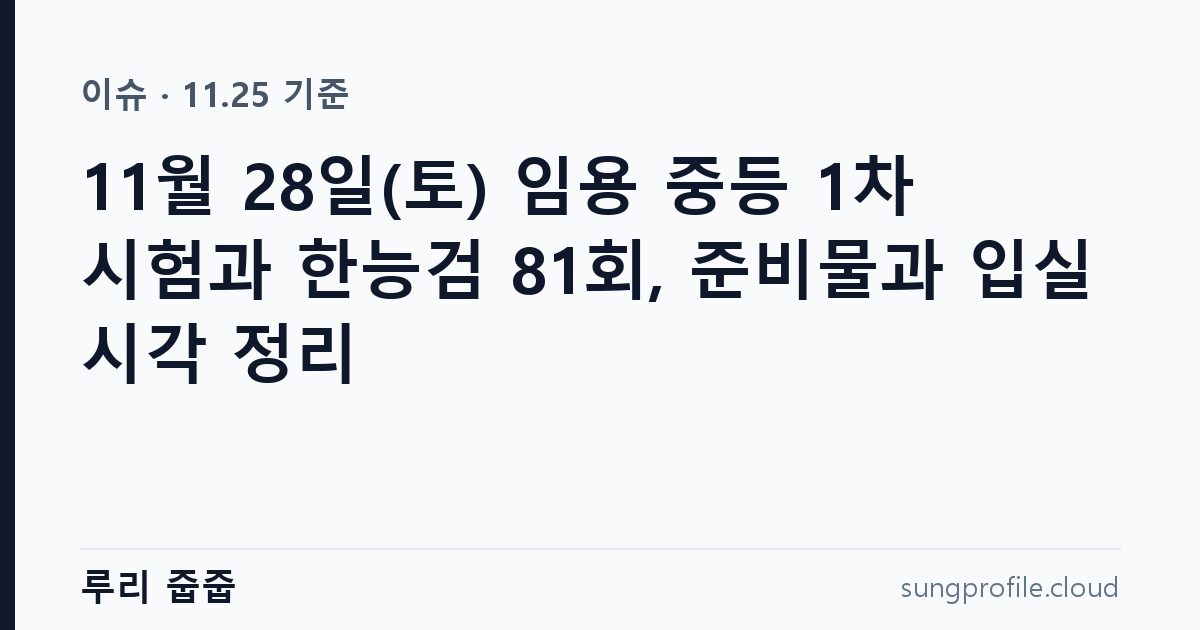 이슈 · 11.25 기준
11월 28일(토) 임용 중등 1차
시험과 한능검 81회, 준비물과 입실
시각 정리
루리 줍줍
sungprofile.cloud